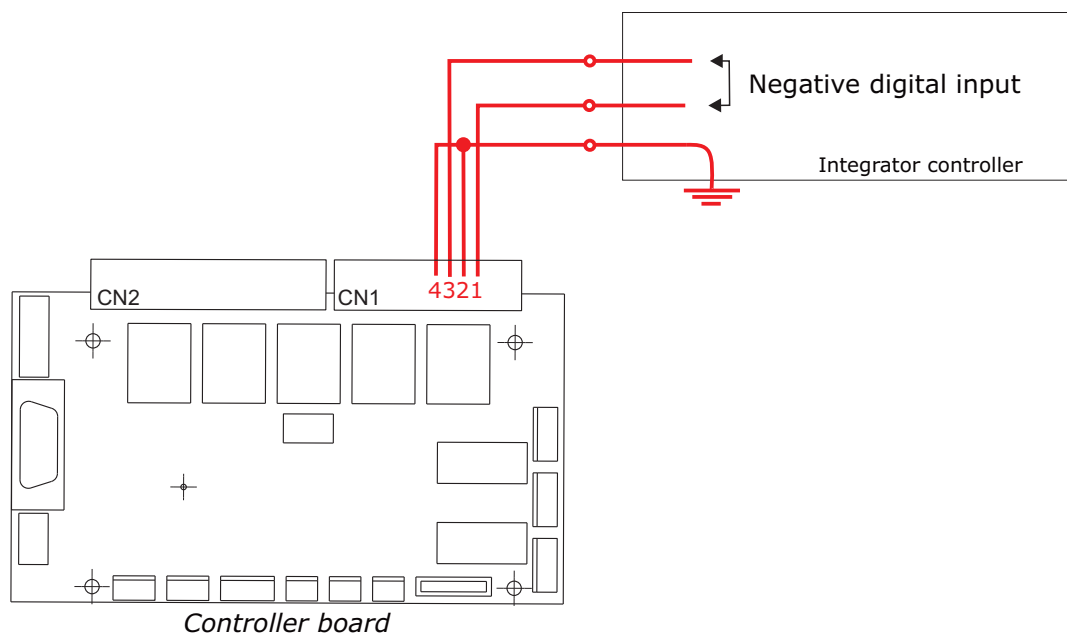 Negative digital input
Integrator controller
CN2
CN1
4321
Controller board